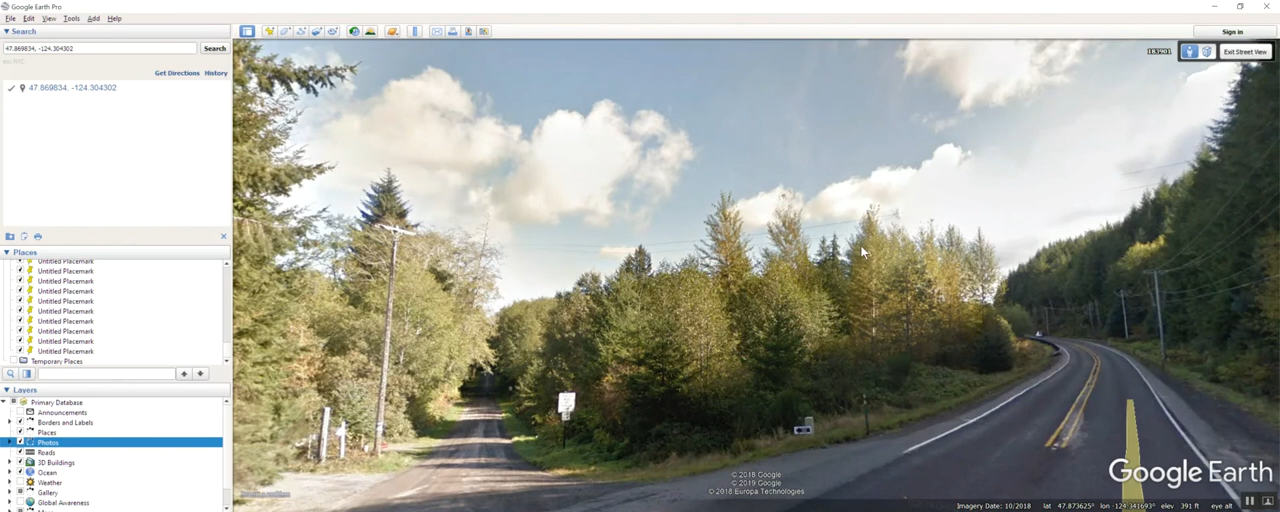 Google Earth Pro
File Edit View Tools Add Help
Search
Sign in
47.869834, -124.304302
Search
Get Directions History
47.869834, -124.304302
183901
Exit Street View
Places
Untitled Placemark
Untitled Placemark
Untitled Placemark
Untitled Placemark
Untitled Placemark
Untitled Placemark
Untitled Placemark
Untitled Placemark
Untitled Placemark
Untitled Placemark
Temporary Places
Layers
Primary Database
Announcements
Borders and Labels
Places
Photos
Roads
3D Buildings
Ocean
Weather
Gallery
Global Awareness
© 2018 Google
© 2019 Google
© 2018 Europa Technologies
Google Earth
Imagery Date: 10/2018 lat 47.873625° lon -124.341693° elev 391 ft eye alt